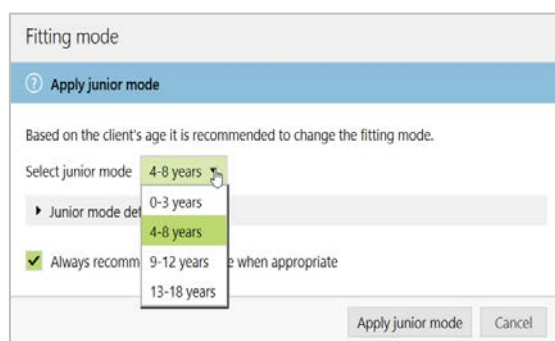 Fitting mode
? Apply junior mode
Based on the client's age it is recommended to change the fitting mode.
Select junior mode 4-8 years
0-3 years
Junior mode
4-8 years
Always when appropriate
9-12 years
13-18 years
Apply junior mode Cancel